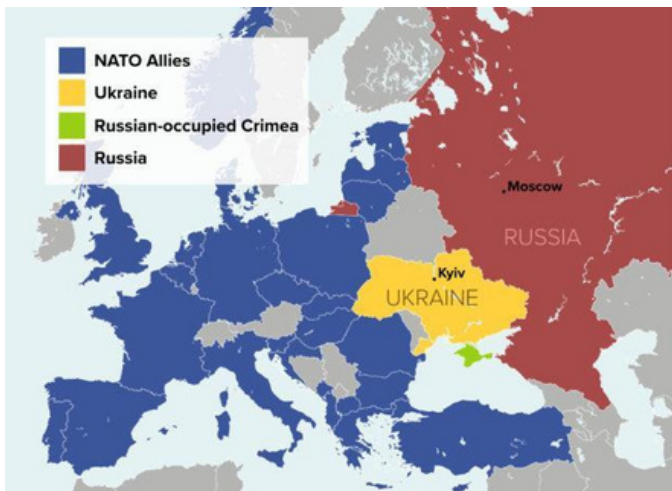 NATO Allies
Ukraine
Russian-occupied Crimea
Russia
Moscow
RUSSIA
Kyiv
UKRAINE